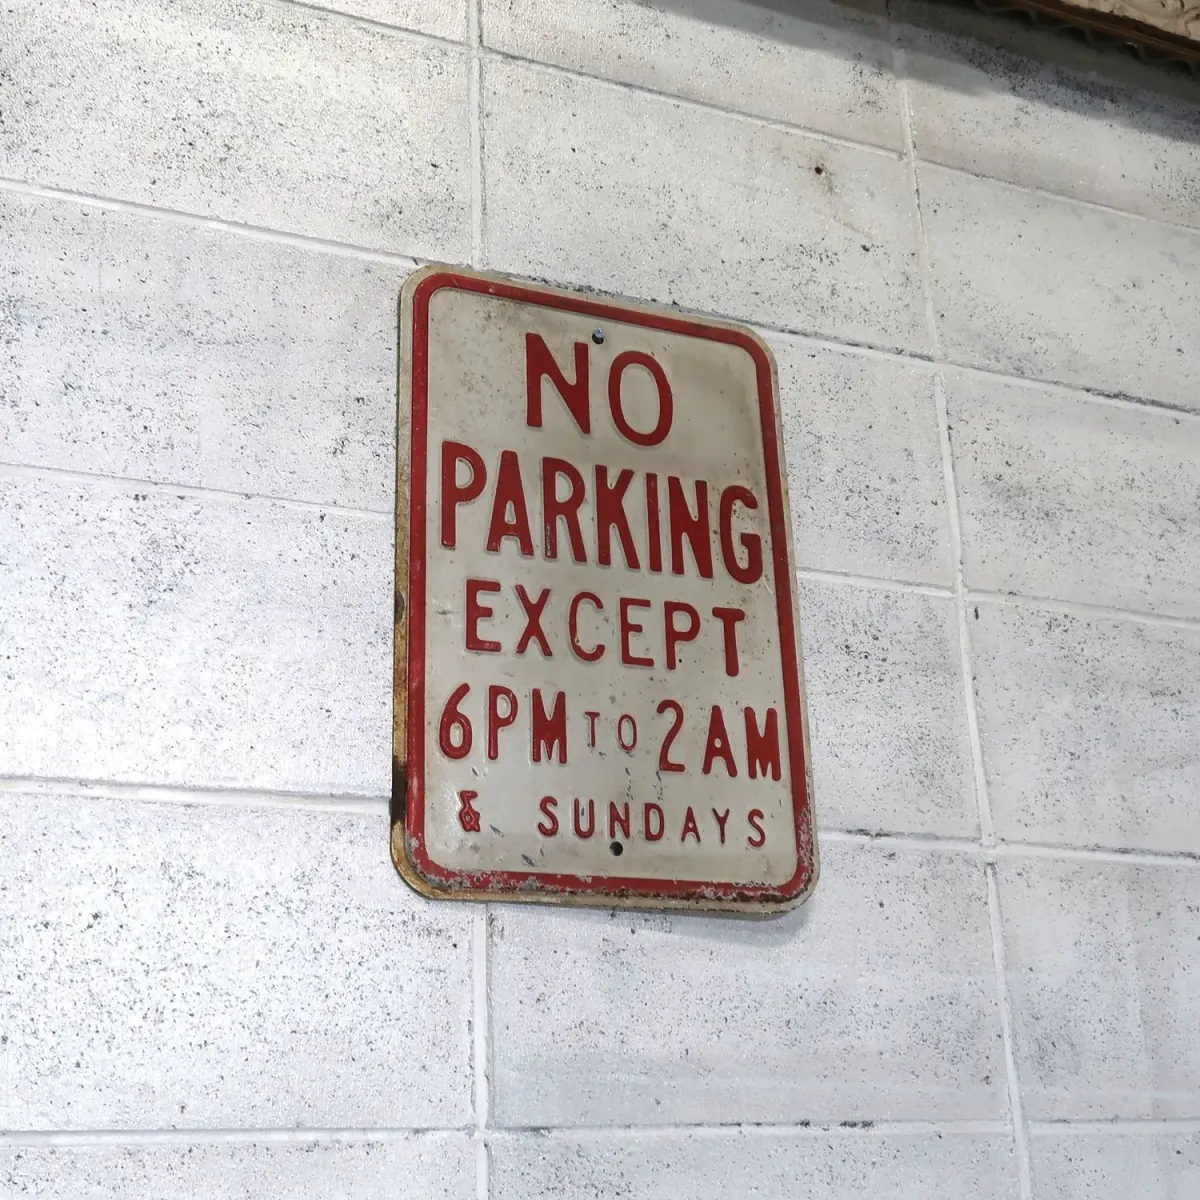 NO
PARKING
EXCEPT
6PM TO 2AM
& SUNDAYS